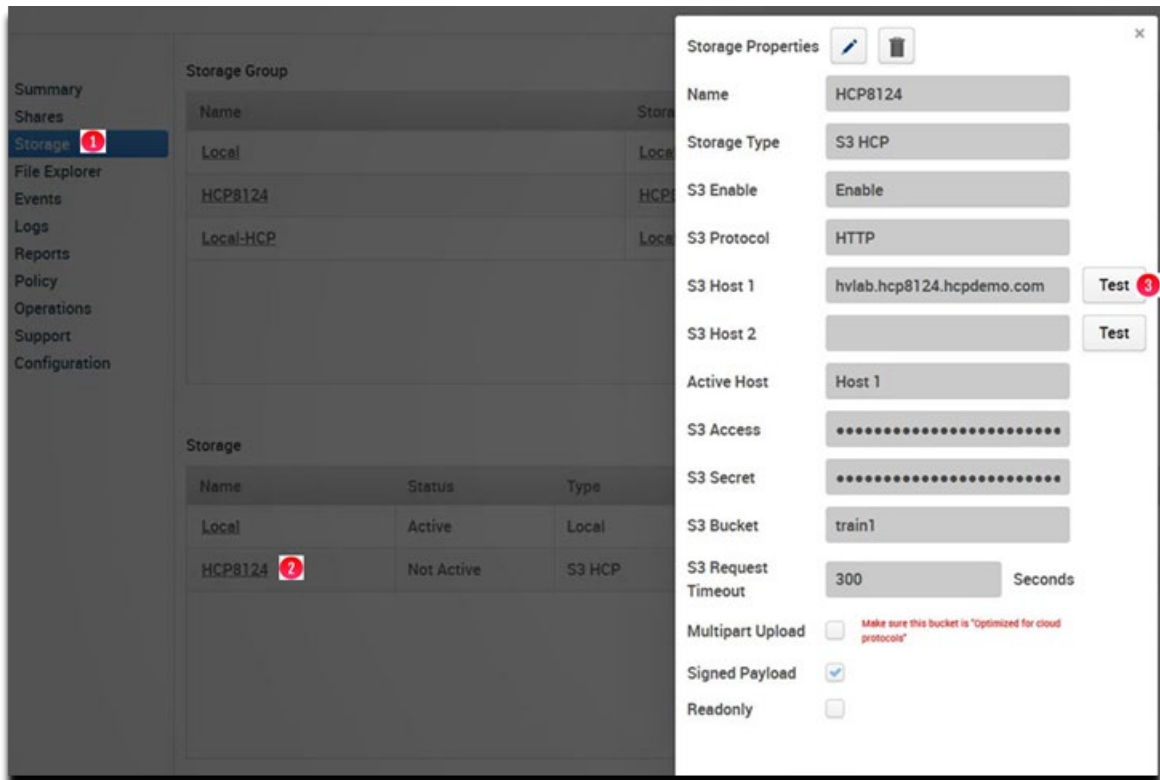 Summary
Shares
Storage 1
File Explorer
Events
Logs
Reports
Policy
Operations
Support
Configuration
Storage Group
Name
Local
HCP8124
Local-HCP
Storage
Name Status Type
Local Active Local
HCP8124 2 Not Active S3 HCP
Storage Properties ×
Name HCP8124
Storage Type S3 HCP
S3 Enable Enable
S3 Protocol HTTP
S3 Host 1 hvlab.hcp8124.hcpdemo.com Test 3
S3 Host 2 Test
Active Host Host 1
S3 Access ••••••••••••••••••••••••
S3 Secret ••••••••••••••••••••••••
S3 Bucket train1
S3 Request
Timeout 300 Seconds
Multipart Upload Make sure this bucket is "Optimized for cloud
protocols"
Signed Payload
Readonly